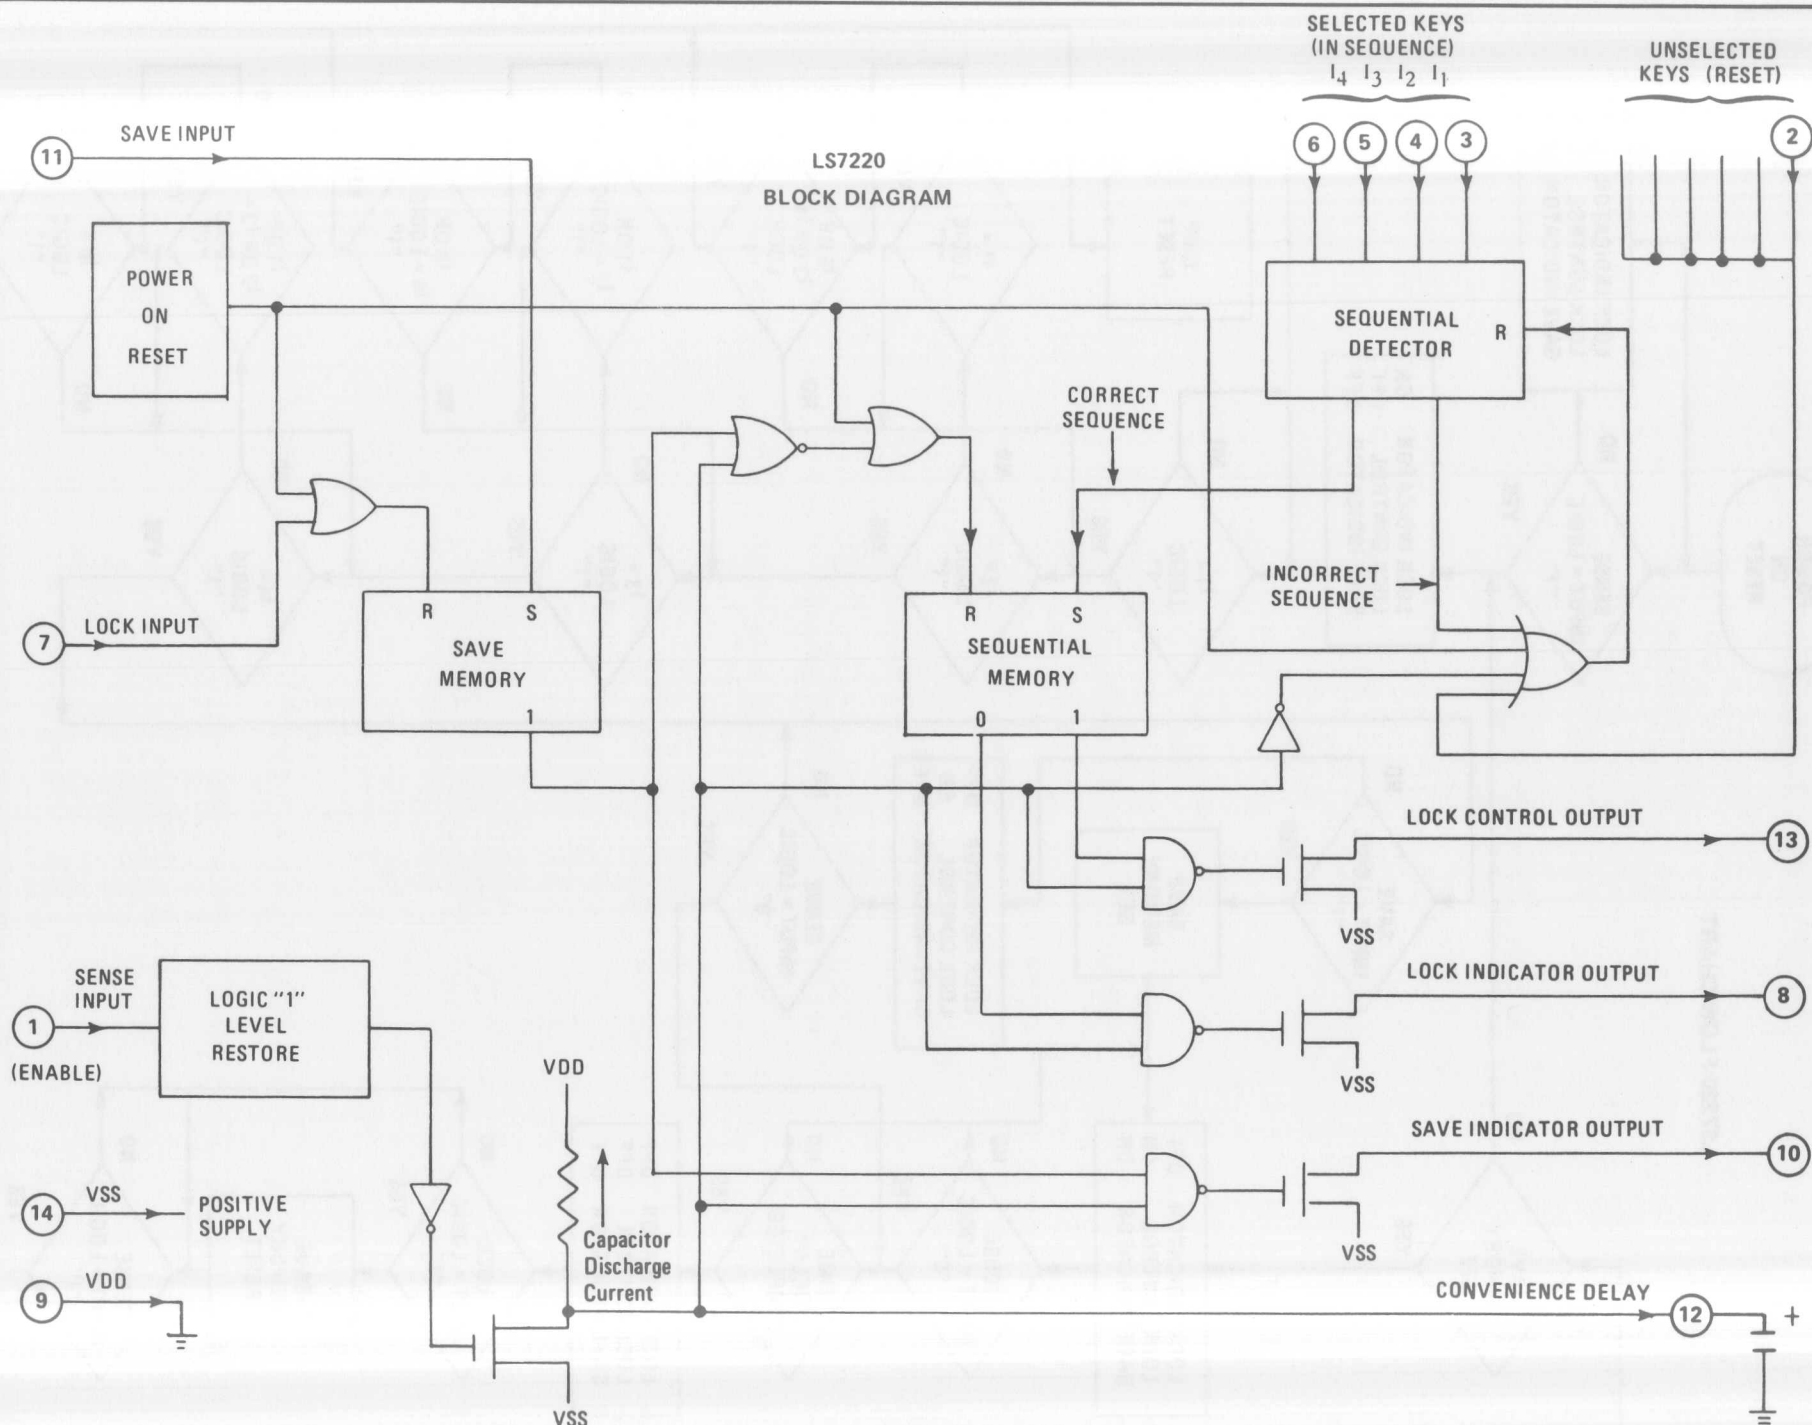 SELECTED KEYS
(IN SEQUENCE)
I4 I3 I2 I1
UNSELECTED
KEYS (RESET)
6 5 4 3
2
11
SAVE INPUT
LS7220
BLOCK DIAGRAM
POWER
ON
RESET
SEQUENTIAL
DETECTOR
R
CORRECT
SEQUENCE
INCORRECT
SEQUENCE
7
LOCK INPUT
R S
SAVE
MEMORY
1
R S
SEQUENTIAL
MEMORY
0 1
LOCK CONTROL OUTPUT
13
VSS
LOCK INDICATOR OUTPUT
8
VSS
SENSE
INPUT
1
(ENABLE)
LOGIC "1"
LEVEL
RESTORE
VDD
SAVE INDICATOR OUTPUT
10
VSS
14
VSS
POSITIVE
SUPPLY
Capacitor
Discharge
Current
9
VDD
CONVENIENCE DELAY
12
+
VSS